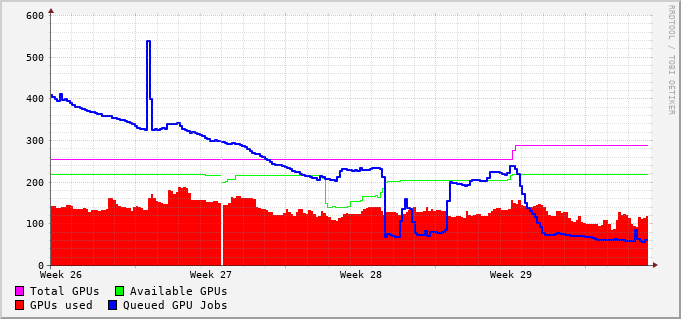 600
500
400
300
200
100
0
Week 26 Week 27 Week 28 Week 29
Total GPUs Available GPUs
GPUs used Queued GPU Jobs
RRDTOOL / TOBI OETIKER